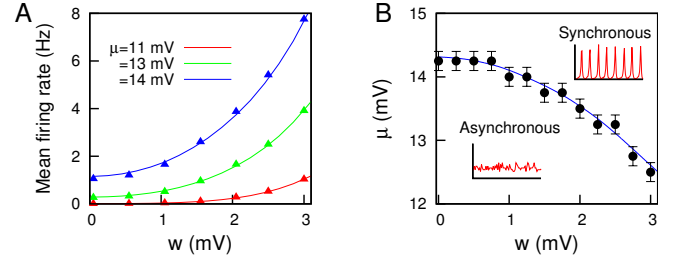 A
Mean firing rate (Hz)
8
6
4
2
0
μ=11 mV
=13 mV
=14 mV
0
1
2
3
w (mV)
B
μ (mV)
15
14
13
12
Synchronous
Asynchronous
0
1
2
3
w (mV)